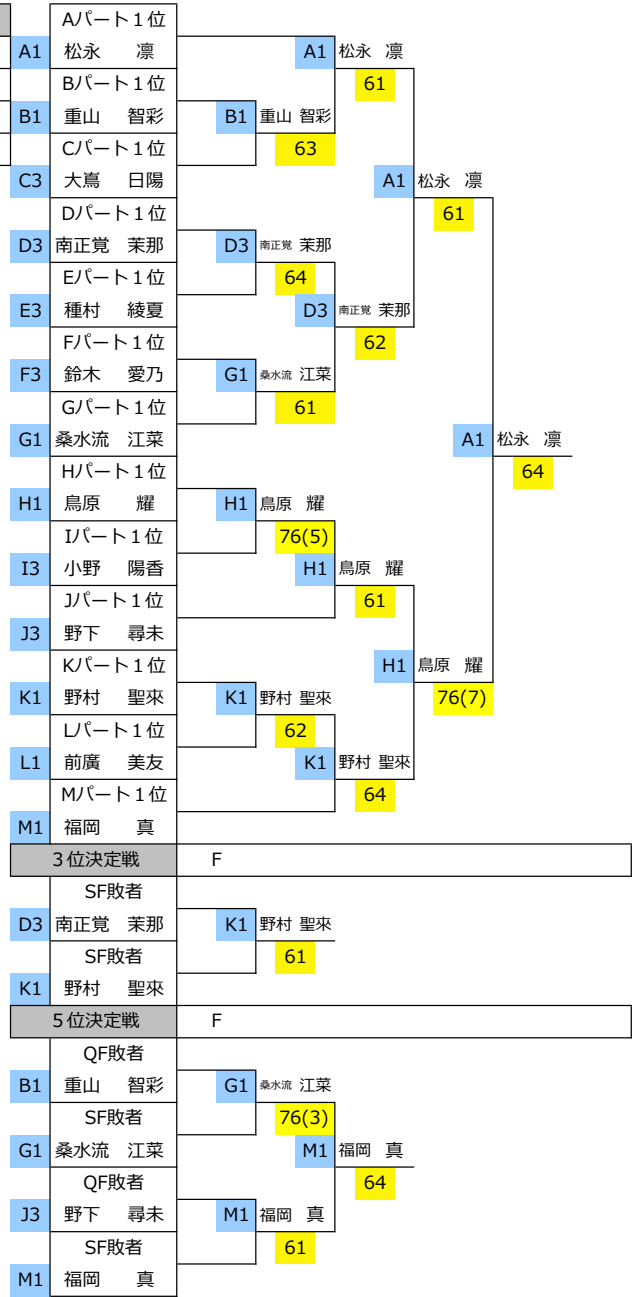 Aパート１位
A1 松永 凛 A1 松永 凛
Bパート１位 61
B1 重山 智彩 B1 重山 智彩
Cパート１位 63
C3 大嶌 日陽 A1 松永 凛
Dパート１位 61
D3 南正覚 茉那 D3 南正覚 茉那
Eパート１位 64
E3 種村 綾夏 D3 南正覚 茉那
Fパート１位 62
F3 鈴木 愛乃 G1 桑水流 江菜
Gパート１位 61
G1 桑水流 江菜 A1 松永 凛
Hパート１位 64
H1 鳥原 耀 H1 鳥原 耀
Iパート１位 76(5)
I3 小野 陽香 H1 鳥原 耀
Jパート１位 61
J3 野下 尋未
Kパート１位 H1 鳥原 耀
K1 野村 聖來 K1 野村 聖來 76(7)
Lパート１位 62
L1 前廣 美友 K1 野村 聖來
Mパート１位 64
M1 福岡 真
３位決定戦 F
SF敗者
D3 南正覚 茉那 K1 野村 聖來
SF敗者 61
K1 野村 聖來
５位決定戦 F
QF敗者
B1 重山 智彩 G1 桑水流 江菜
SF敗者 76(3)
G1 桑水流 江菜 M1 福岡 真
QF敗者 64
J3 野下 尋未 M1 福岡 真
SF敗者 61
M1 福岡 真